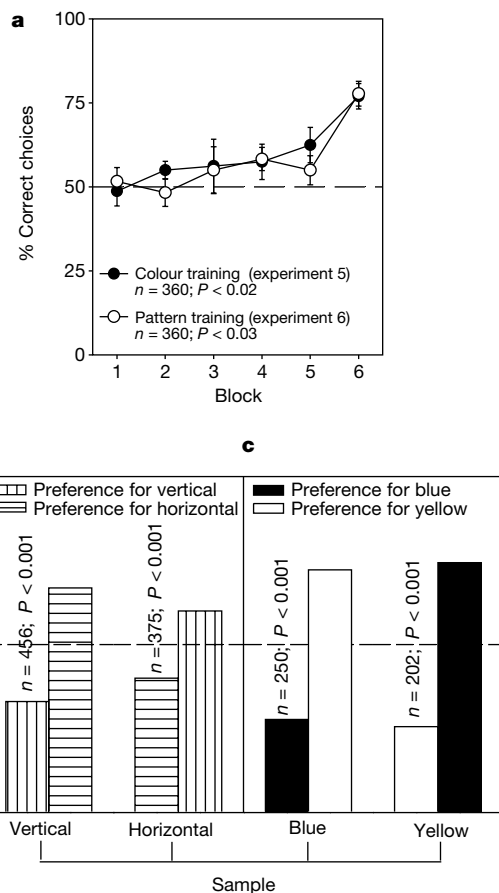 a
100
75
50
25
0
% Correct choices
Colour training (experiment 5)
n = 360; P < 0.02
Pattern training (experiment 6)
n = 360; P < 0.03
1 2 3 4 5 6
Block
c
Preference for vertical
Preference for horizontal
Preference for blue
Preference for yellow
n = 456; P < 0.001
n = 375; P < 0.001
n = 250; P < 0.001
n = 202; P < 0.001
Vertical Horizontal Blue Yellow
Sample